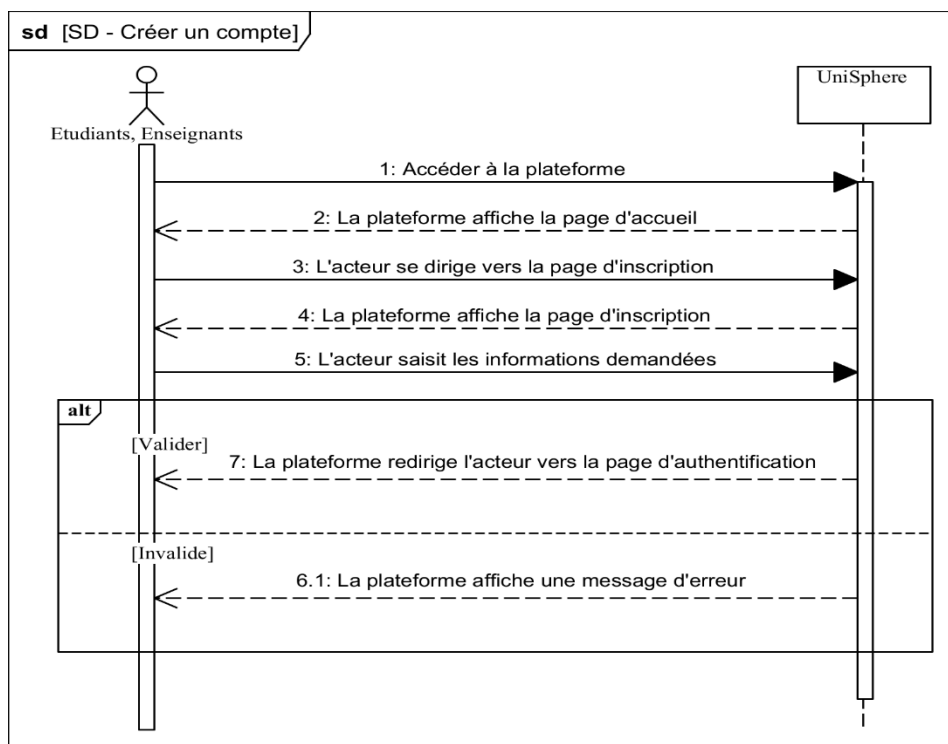 sd [SD - Créer un compte]
UniSphere
Etudiants, Enseignants
1: Accéder à la plateforme
2: La plateforme affiche la page d'accueil
3: L'acteur se dirige vers la page d'inscription
4: La plateforme affiche la page d'inscription
5: L'acteur saisit les informations demandées
alt
[Valider]
7: La plateforme redirige l'acteur vers la page d'authentification
[Invalide]
6.1: La plateforme affiche une message d'erreur